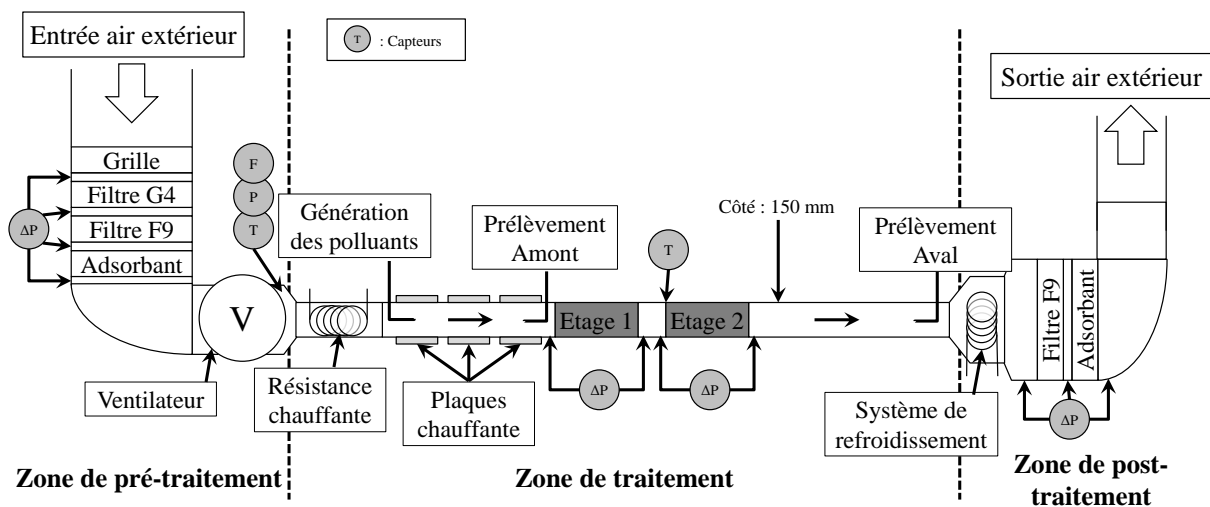 Entrée air extérieur
T : Capteurs
Sortie air extérieur
Grille
Filtre G4
Filtre F9
Adsorbant
ΔP
F
P
T
Génération
des polluants
Prélèvement
Amont
T
Côté : 150 mm
Prélèvement
Aval
V
Etage 1
Etage 2
Filtre F9
Adsorbant
Ventilateur
Résistance
chauffante
Plaques
chauffante
ΔP
ΔP
Système de
refroidissement
ΔP
Zone de pré-traitement
Zone de traitement
Zone de post-
traitement